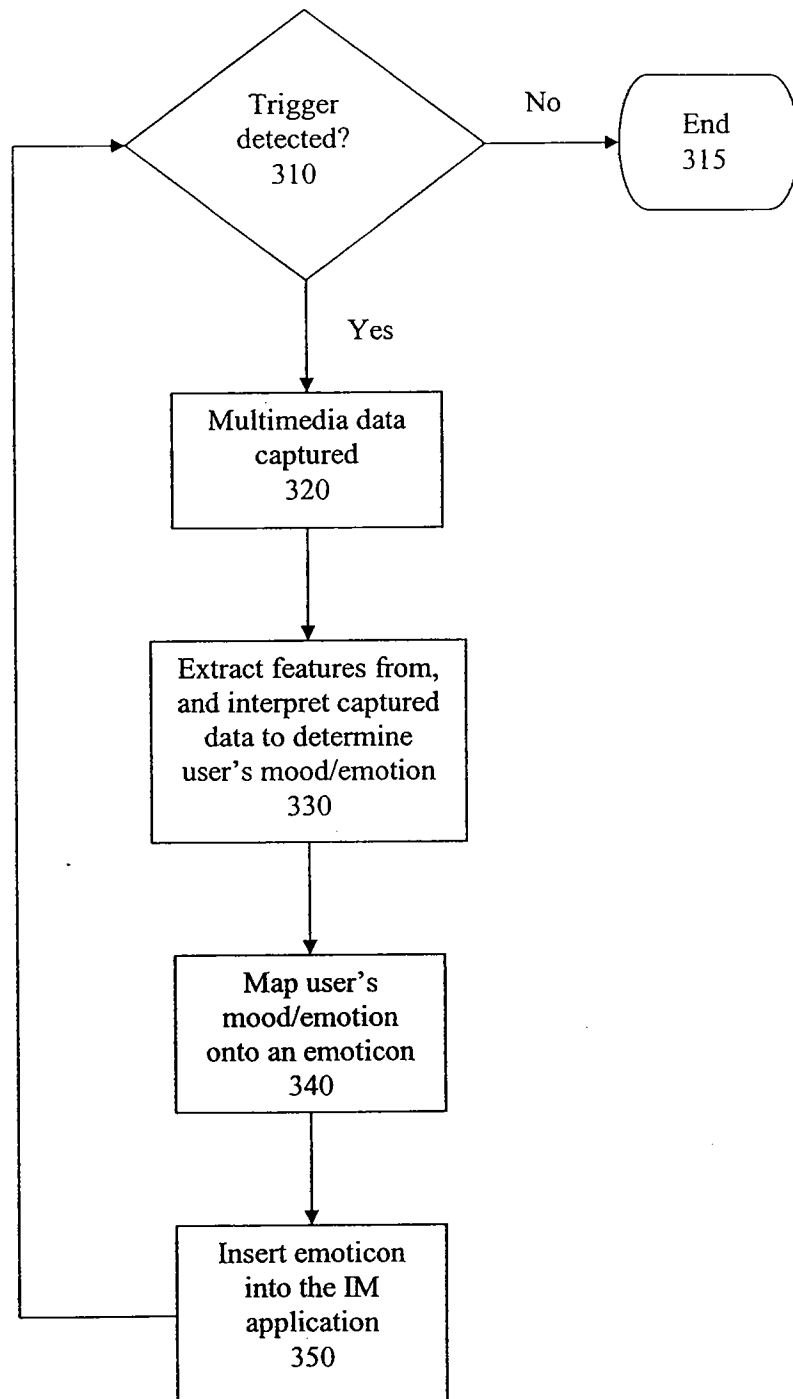 Trigger
detected?
310
No
End
315
Yes
Multimedia data
captured
320
Extract features from,
and interpret captured
data to determine
user's mood/emotion
330
Map user's
mood/emotion
onto an emoticon
340
Insert emoticon
into the IM
application
350